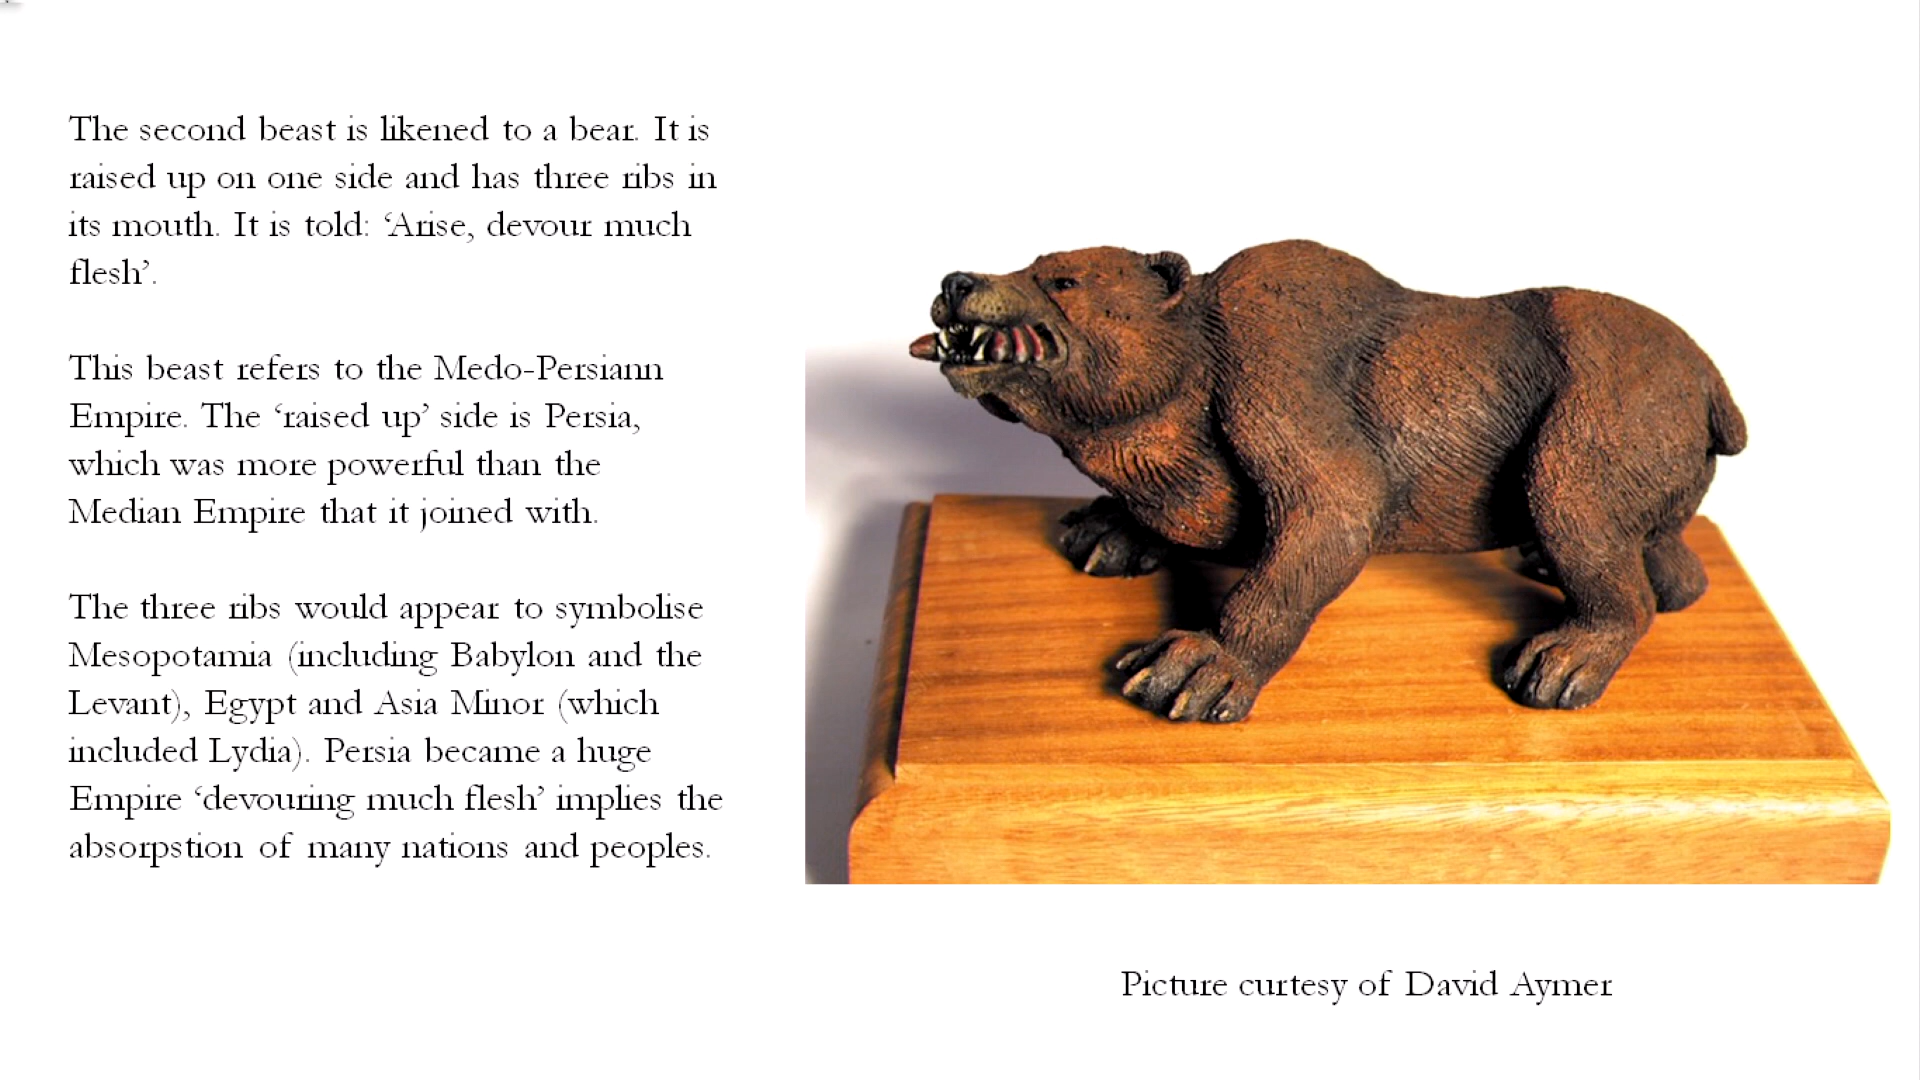 The second beast is likened to a bear. It is
raised up on one side and has three ribs in
its mouth. It is told: ‘Arise, devour much
flesh’.
This beast refers to the Medo-Persiann
Empire. The ‘raised up’ side is Persia,
which was more powerful than the
Median Empire that it joined with.
The three ribs would appear to symbolise
Mesopotamia (including Babylon and the
Levant), Egypt and Asia Minor (which
included Lydia). Persia became a huge
Empire ‘devouring much flesh’ implies the
absorpstion of many nations and peoples.
Picture curtesy of David Aymer